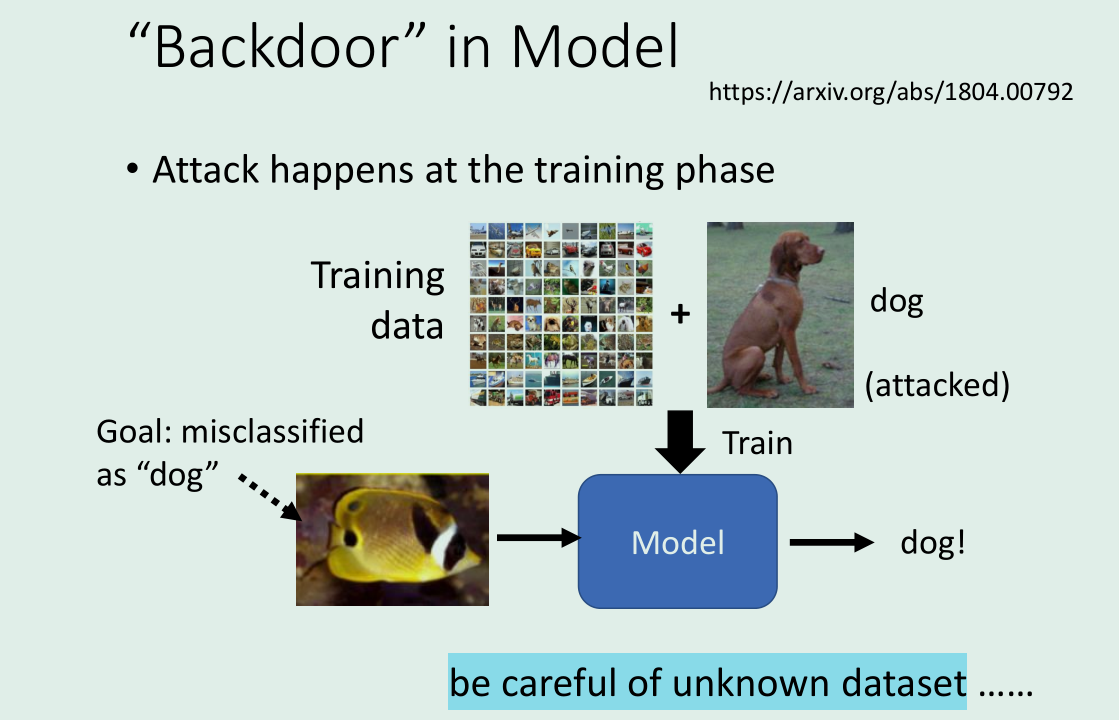 “Backdoor” in Model
https://arxiv.org/abs/1804.00792
• Attack happens at the training phase
Training
data
+
dog
(attacked)
Goal: misclassified
as “dog”
Train
Model
dog!
be careful of unknown dataset ……